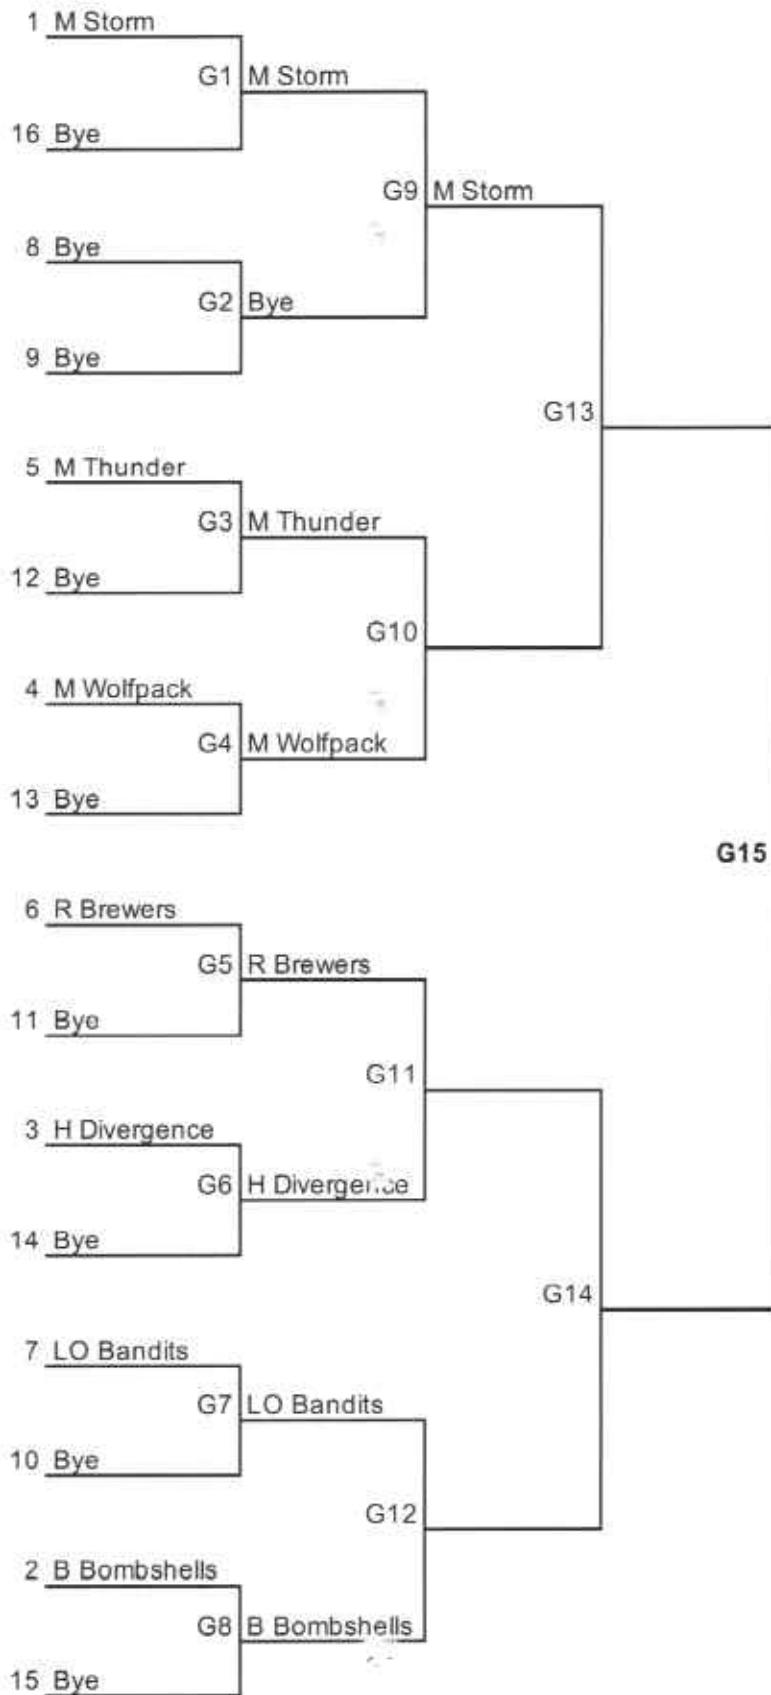 1 M Storm
G1 M Storm
16 Bye
G9 M Storm
8 Bye
G2 Bye
9 Bye
G13
5 M Thunder
G3 M Thunder
12 Bye
G10
4 M Wolfpack
G4 M Wolfpack
13 Bye
G15
6 R Brewers
G5 R Brewers
11 Bye
G11
3 H Divergence
G6 H Divergence
14 Bye
G14
7 LO Bandits
G7 LO Bandits
10 Bye
G12
2 B Bombshells
G8 B Bombshells
15 Bye